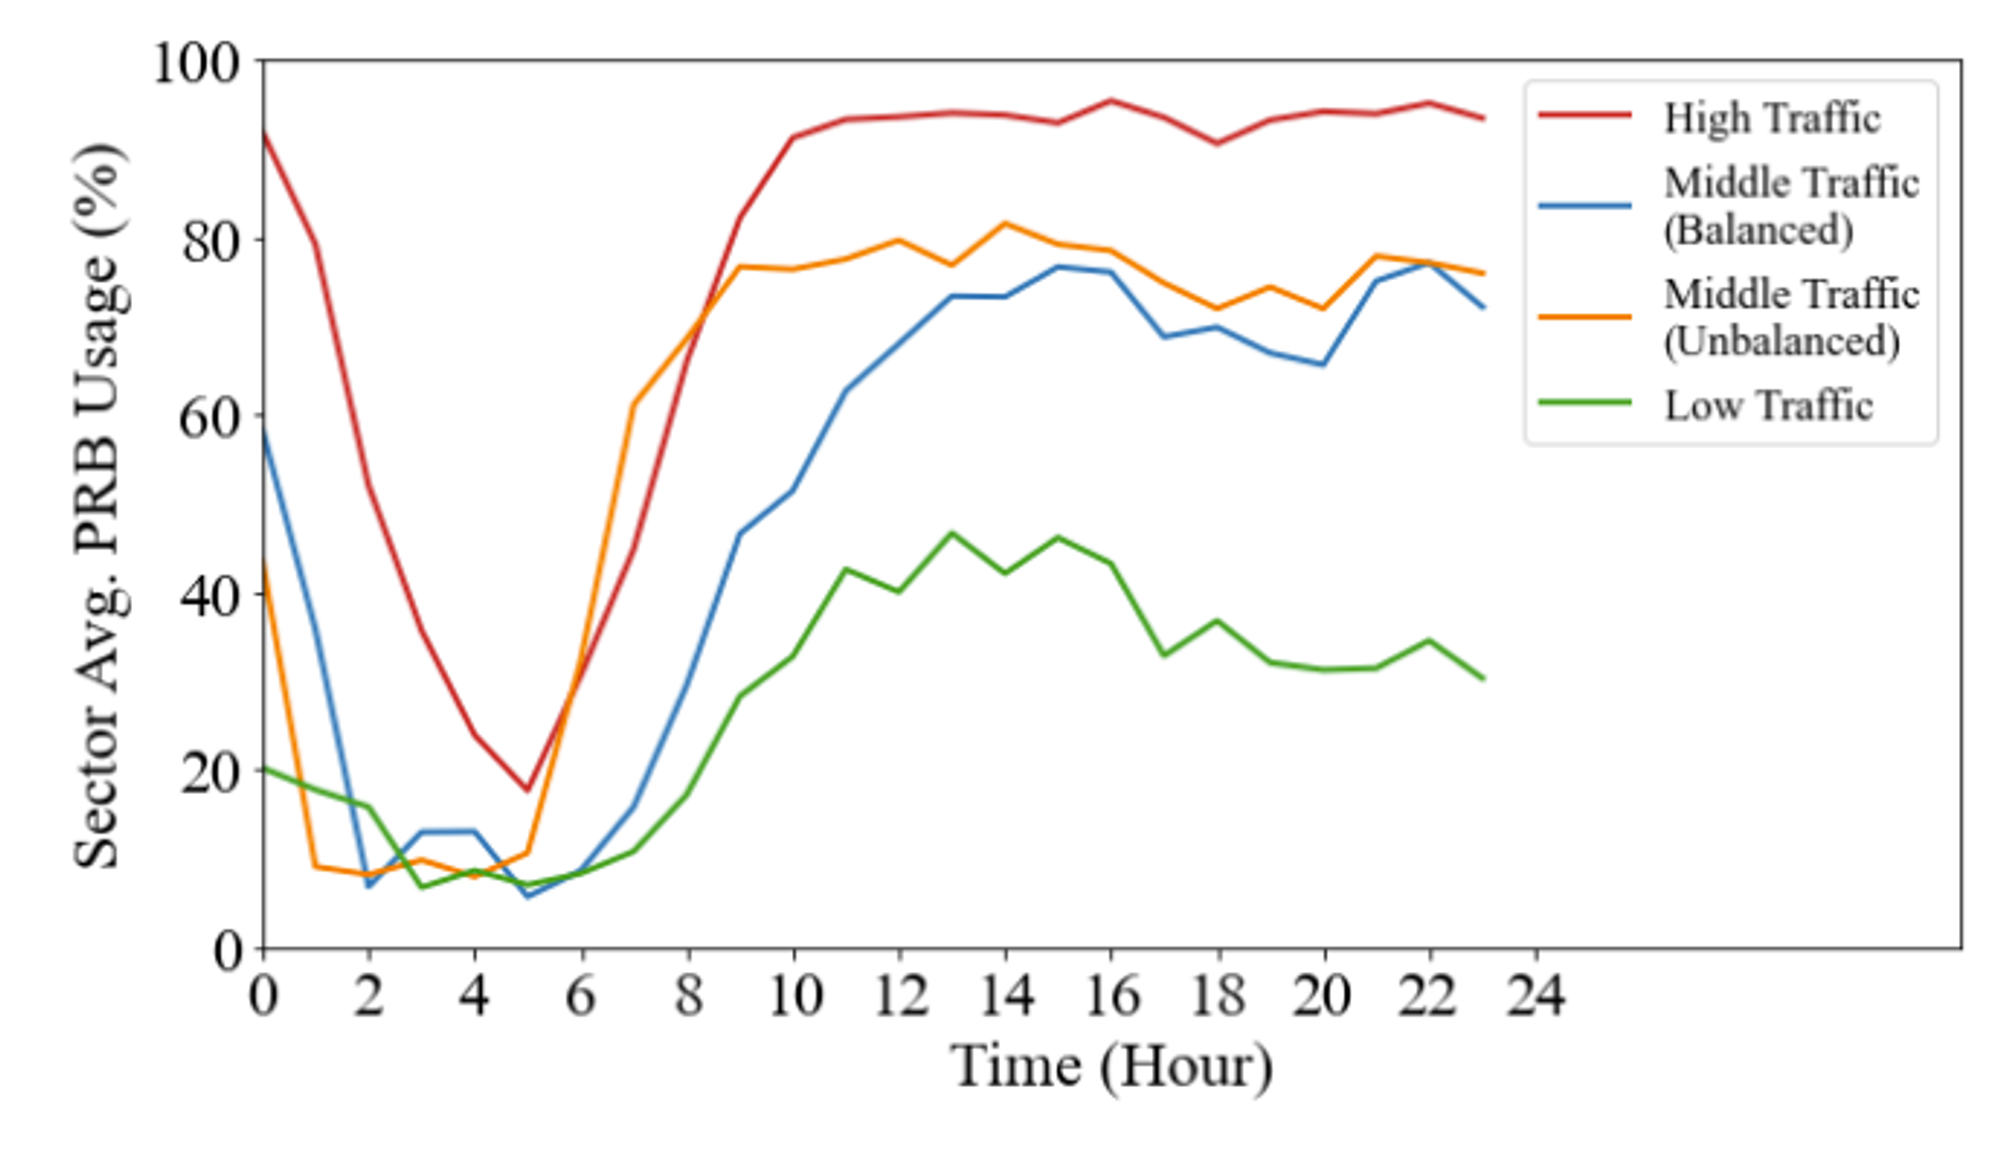 100
80
60
40
20
0
Sector Avg. PRB Usage (%)
High Traffic
Middle Traffic
(Balanced)
Middle Traffic
(Unbalanced)
Low Traffic
0 2 4 6 8 10 12 14 16 18 20 22 24
Time (Hour)